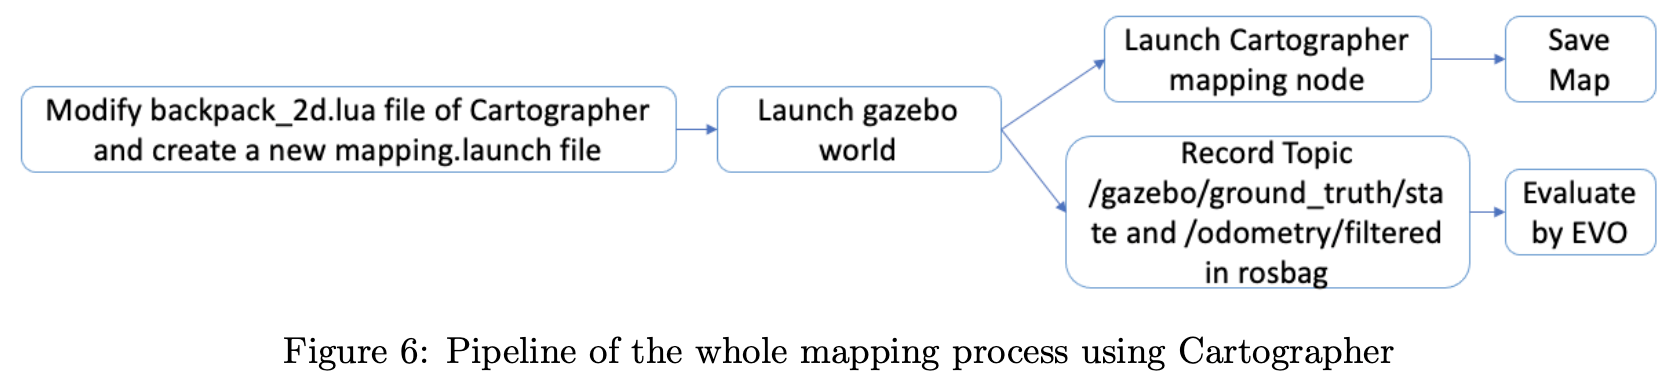 Modify backpack_2d.lua file of Cartographer
and create a new mapping.launch file
Launch gazebo
world
Launch Cartographer
mapping node
Save
Map
Record Topic
/gazebo/ground_truth/sta
te and /odometry/filtered
in rosbag
Evaluate
by EVO
Figure 6: Pipeline of the whole mapping process using Cartographer